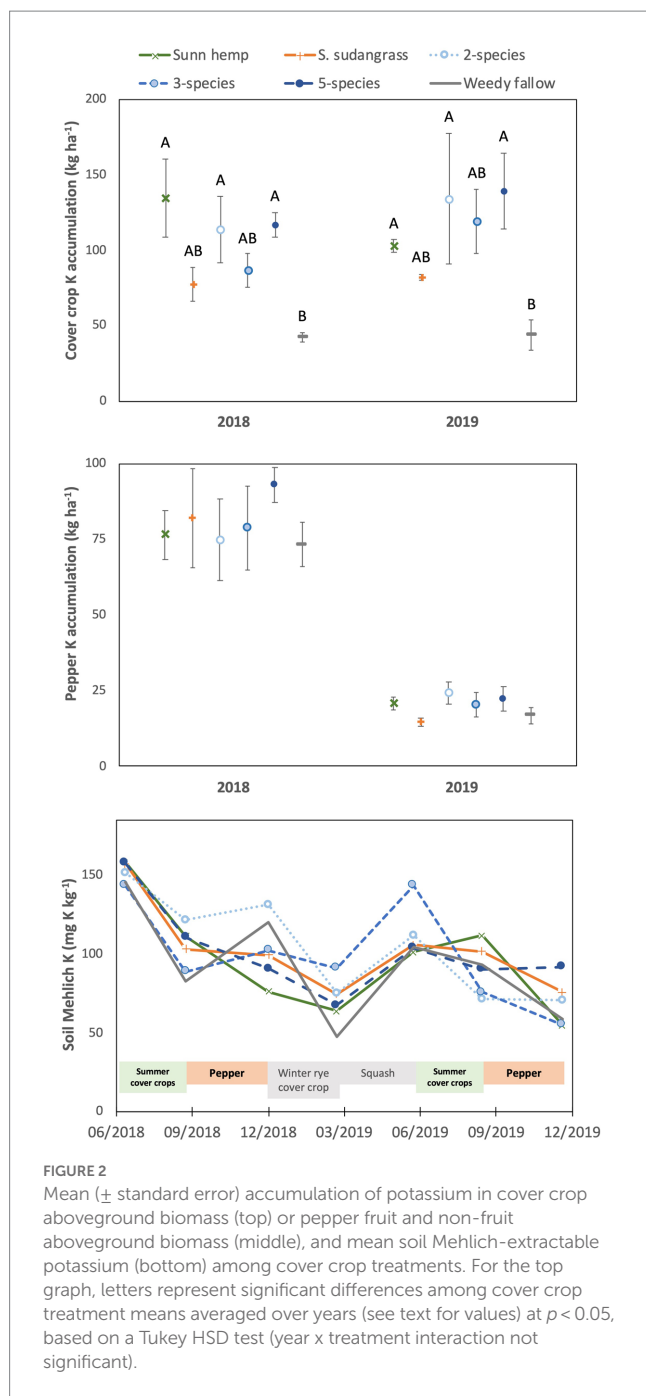 Sunn hemp S. sudangrass 2-species
3-species 5-species Weedy fallow
Cover crop K accumulation (kg ha⁻¹)
200
150
100
50
0
A AB A AB A B
A AB A AB A B
2018 2019
Pepper K accumulation (kg ha⁻¹)
100
75
50
25
0
2018 2019
Soil Mehlich K (mg K kg⁻¹)
150
100
50
0
Summer
cover crops
Pepper
Winter rye
cover crop
Squash
Summer
cover crops
Pepper
06/2018 09/2018 12/2018 03/2019 06/2019 09/2019 12/2019
FIGURE 2
Mean (± standard error) accumulation of potassium in cover crop
aboveground biomass (top) or pepper fruit and non-fruit
aboveground biomass (middle), and mean soil Mehlich-extractable
potassium (bottom) among cover crop treatments. For the top
graph, letters represent significant differences among cover crop
treatment means averaged over years (see text for values) at p < 0.05,
based on a Tukey HSD test (year x treatment interaction not
significant).